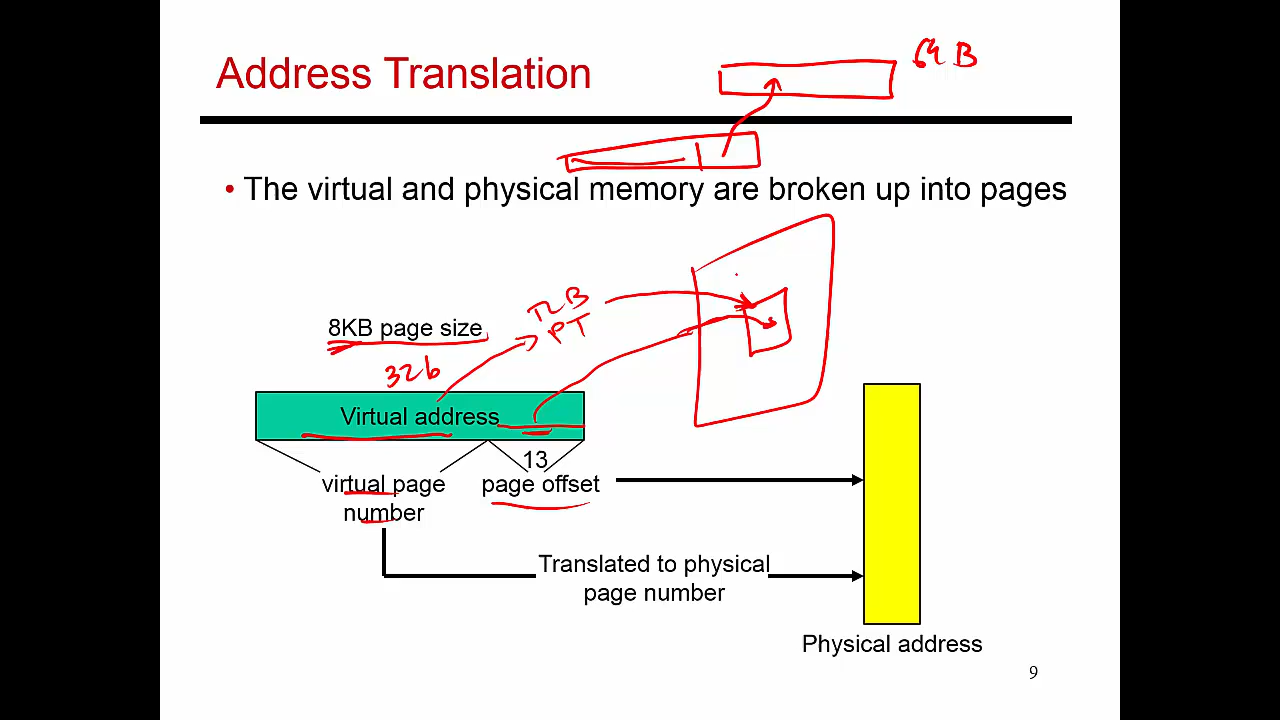 Address Translation
64 B
• The virtual and physical memory are broken up into pages
TLB
PT
8KB page size
32b
Virtual address
13
virtual page
number
page offset
Translated to physical
page number
Physical address
9